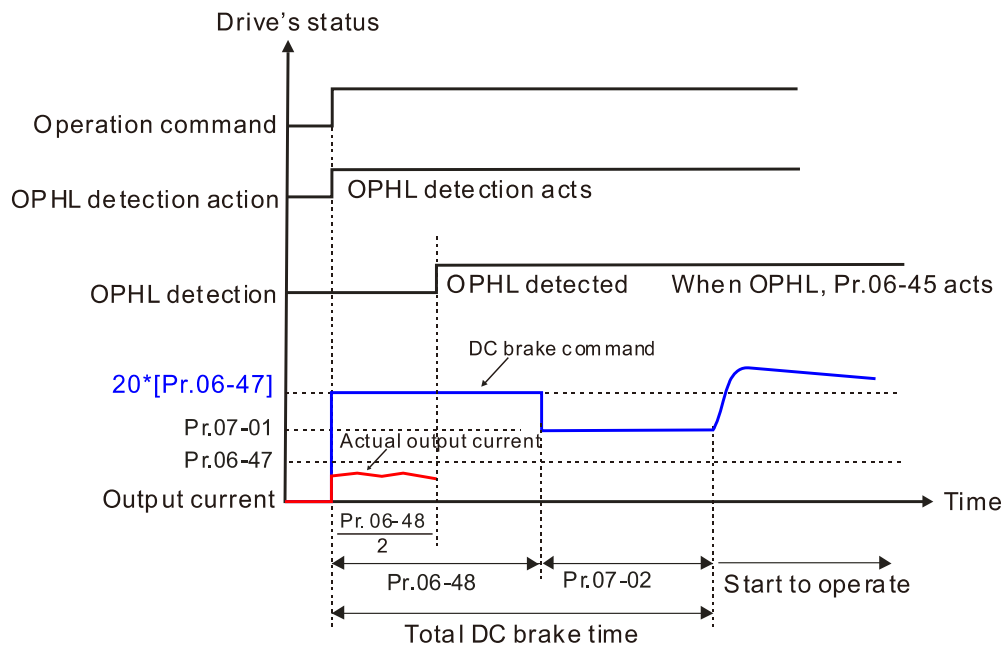 Drive's status
Operation command
OPHL detection action
OPHL detection acts
OPHL detection
OPHL detected
When OPHL, Pr.06-45 acts
DC brake command
20*[Pr.06-47]
Pr.07-01
Actual output current
Pr.06-47
Output current
Time
Pr. 06-48
2
Pr.06-48
Pr.07-02
Start to operate
Total DC brake time